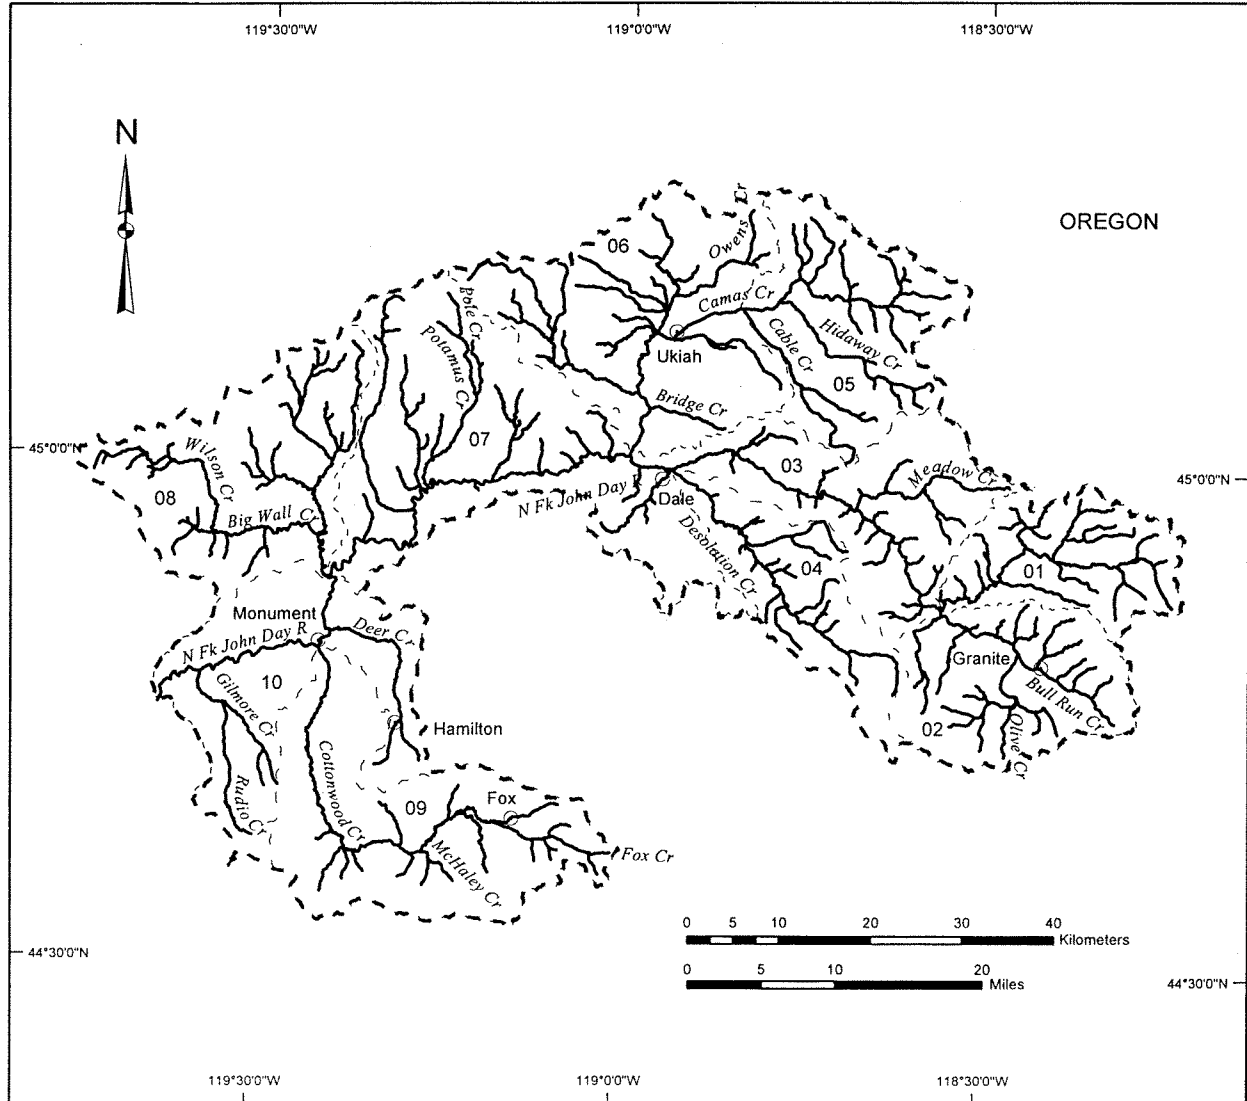 119°30'0"W
119°0'0"W
118°30'0"W
N
OREGON
06
Owens Cr
Camas Cr
Pole Cr
Potamus Cr
Ukiah
Cable Cr
Hidaway Cr
05
Bridge Cr
07
45°0'0"N
Wilson Cr
03
Meadow Cr
45°0'0"N
08
Big Wall Cr
N Fk John Day R
Dale
Desolation Cr
04
01
Monument
Deer Cr
N Fk John Day R
Granite
10
Gilmore Cr
Bull Run Cr
Hamilton
02
Olive Cr
Cottonwood Cr
Rudio Cr
09
Fox
McHaley Cr
Fox Cr
0 5 10 20 30 40
Kilometers
44°30'0"N
0 5 10 20
Miles
44°30'0"N
119°30'0"W
119°0'0"W
118°30'0"W